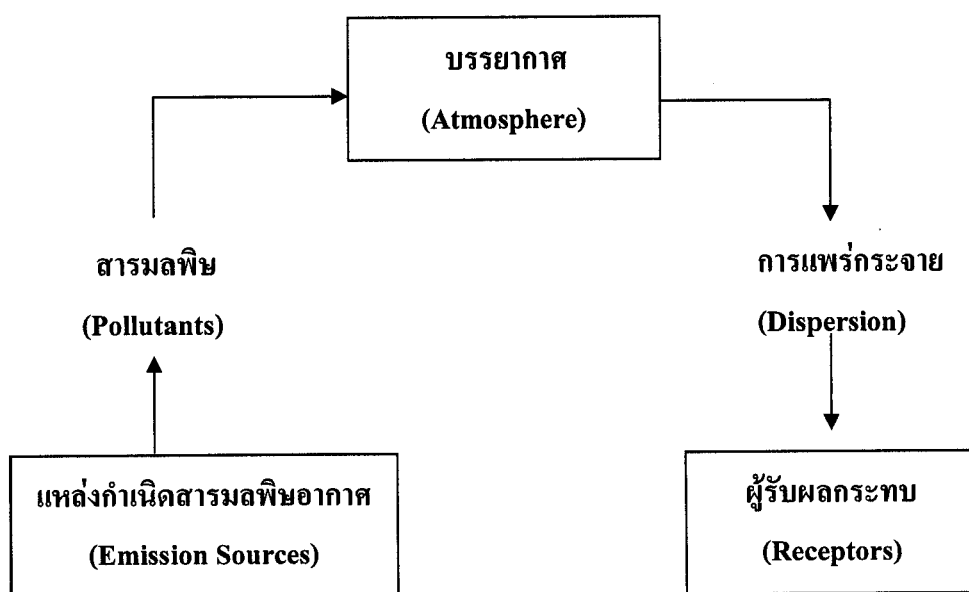 บรรยากาศ
(Atmosphere)
สารมลพิษ
(Pollutants)
การแพร่กระจาย
(Dispersion)
แหล่งกำเนิดสารมลพิษอากาศ
(Emission Sources)
ผู้รับผลกระทบ
(Receptors)